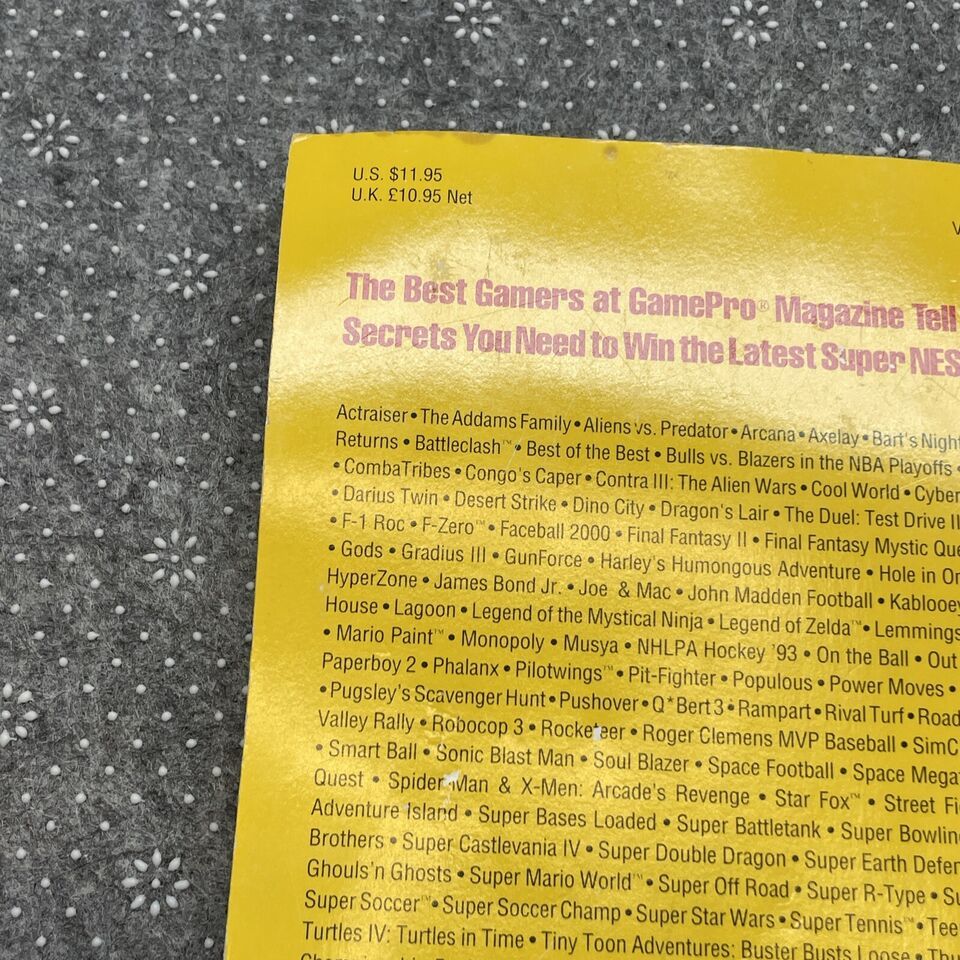 U.S. $11.95
U.K. £10.95 Net
V
The Best Gamers at GamePro® Magazine Tell
Secrets You Need to Win the Latest Super NES
Actraiser • The Addams Family • Aliens vs. Predator • Arcana • Axelay • Bart's Night
Returns • Battleclash™ • Best of the Best • Bulls vs. Blazers in the NBA Playoffs •
• CombaTribes • Congo's Caper • Contra III: The Alien Wars • Cool World • Cyber
• Darius Twin • Desert Strike • Dino City • Dragon's Lair • The Duel: Test Drive II
• F-1 Roc • F-Zero™ • Faceball 2000 • Final Fantasy II • Final Fantasy Mystic Que
• Gods • Gradius III • GunForce • Harley's Humongous Adventure • Hole in On
HyperZone • James Bond Jr. • Joe & Mac • John Madden Football • Kablooey
House • Lagoon • Legend of the Mystical Ninja • Legend of Zelda™ • Lemmings
• Mario Paint™ • Monopoly • Musya • NHLPA Hockey '93 • On the Ball • Out
Paperboy 2 • Phalanx • Pilotwings™ • Pit-Fighter • Populous • Power Moves •
• Pugsley's Scavenger Hunt • Pushover • Q*Bert 3 • Rampart • Rival Turf • Road
Valley Rally • Robocop 3 • Rocketeer • Roger Clemens MVP Baseball • SimC
• Smart Ball • Sonic Blast Man • Soul Blazer • Space Football • Space Mega
Quest • Spider Man & X-Men: Arcade's Revenge • Star Fox™ • Street Fi
Adventure Island • Super Bases Loaded • Super Battletank • Super Bowlin
Brothers • Super Castlevania IV • Super Double Dragon • Super Earth Defen
Ghouls'n Ghosts • Super Mario World™ • Super Off Road • Super R-Type • Su
Super Soccer™ • Super Soccer Champ • Super Star Wars • Super Tennis™ • Tee
Turtles IV: Turtles in Time • Tiny Toon Adventures: Buster Busts Loose • Thu